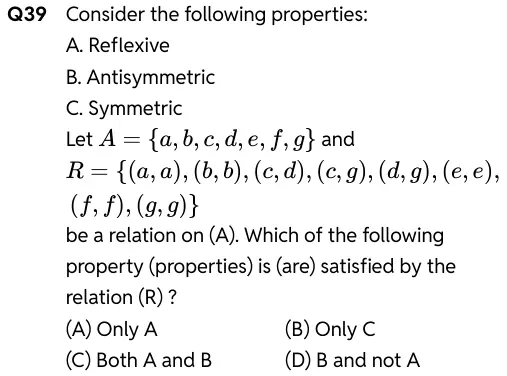 Q39 Consider the following properties:
A. Reflexive
B. Antisymmetric
C. Symmetric
Let A = {a, b, c, d, e, f, g} and
R = {(a, a), (b, b), (c, d), (c, g), (d, g), (e, e),
(f, f), (g, g)}
be a relation on (A). Which of the following
property (properties) is (are) satisfied by the
relation (R) ?
(A) Only A (B) Only C
(C) Both A and B (D) B and not A